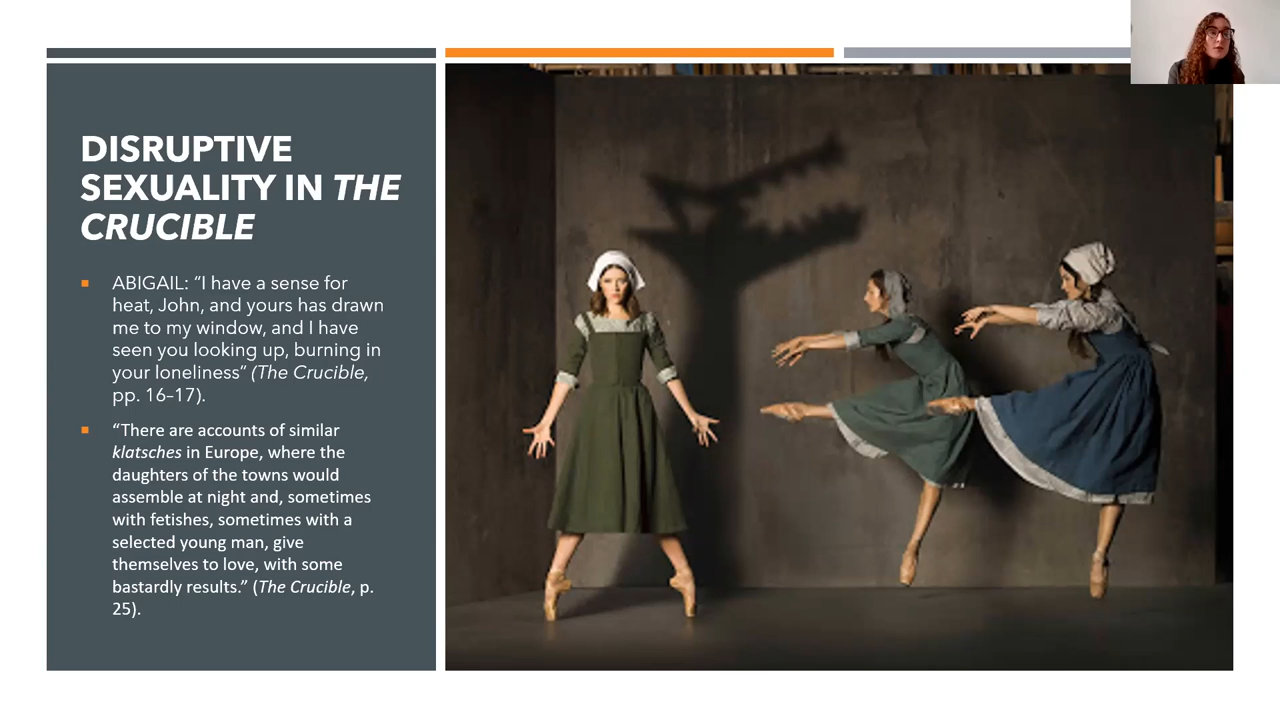 DISRUPTIVE
SEXUALITY IN THE
CRUCIBLE
ABIGAIL: “I have a sense for
heat, John, and yours has drawn
me to my window, and I have
seen you looking up, burning in
your loneliness” (The Crucible,
pp. 16–17).
“There are accounts of similar
klatsches in Europe, where the
daughters of the towns would
assemble at night and, sometimes
with fetishes, sometimes with a
selected young man, give
themselves to love, with some
bastardly results.” (The Crucible, p.
25).